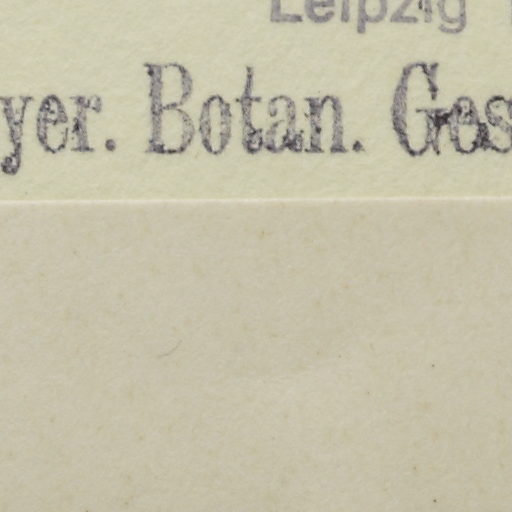 Leipzig
yer. Botan. Ges